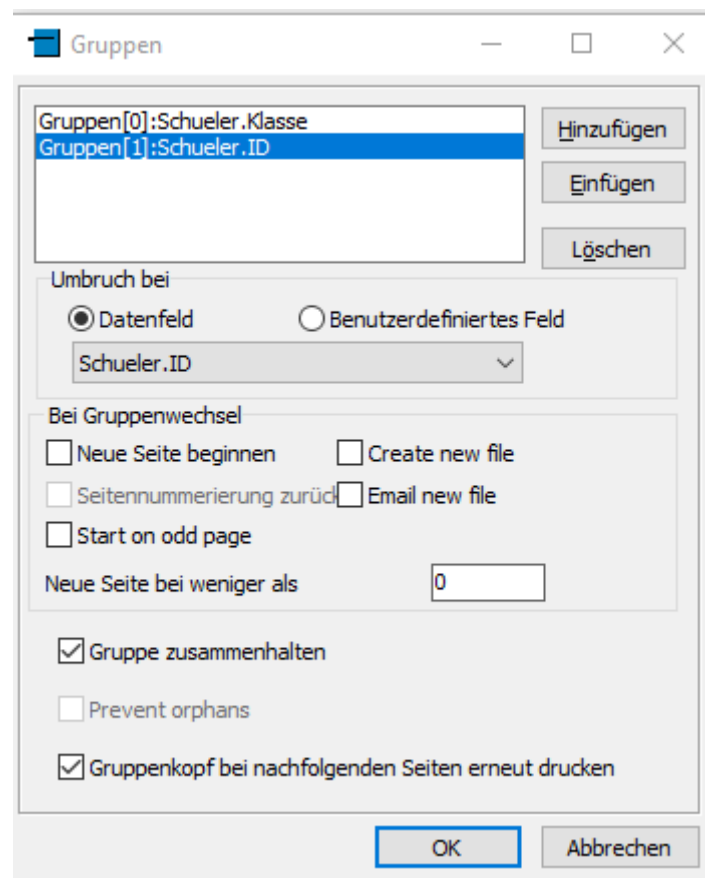 Gruppen
Gruppen[0]:Schueler.Klasse
Gruppen[1]:Schueler.ID
Hinzufügen
Einfügen
Löschen
Umbruch bei
Datenfeld
Benutzerdefiniertes Feld
Schueler.ID
Bei Gruppenwechsel
Neue Seite beginnen
Create new file
Seitennummerierung zurück
Email new file
Start on odd page
Neue Seite bei weniger als
0
Gruppe zusammenhalten
Prevent orphans
Gruppenkopf bei nachfolgenden Seiten erneut drucken
OK
Abbrechen